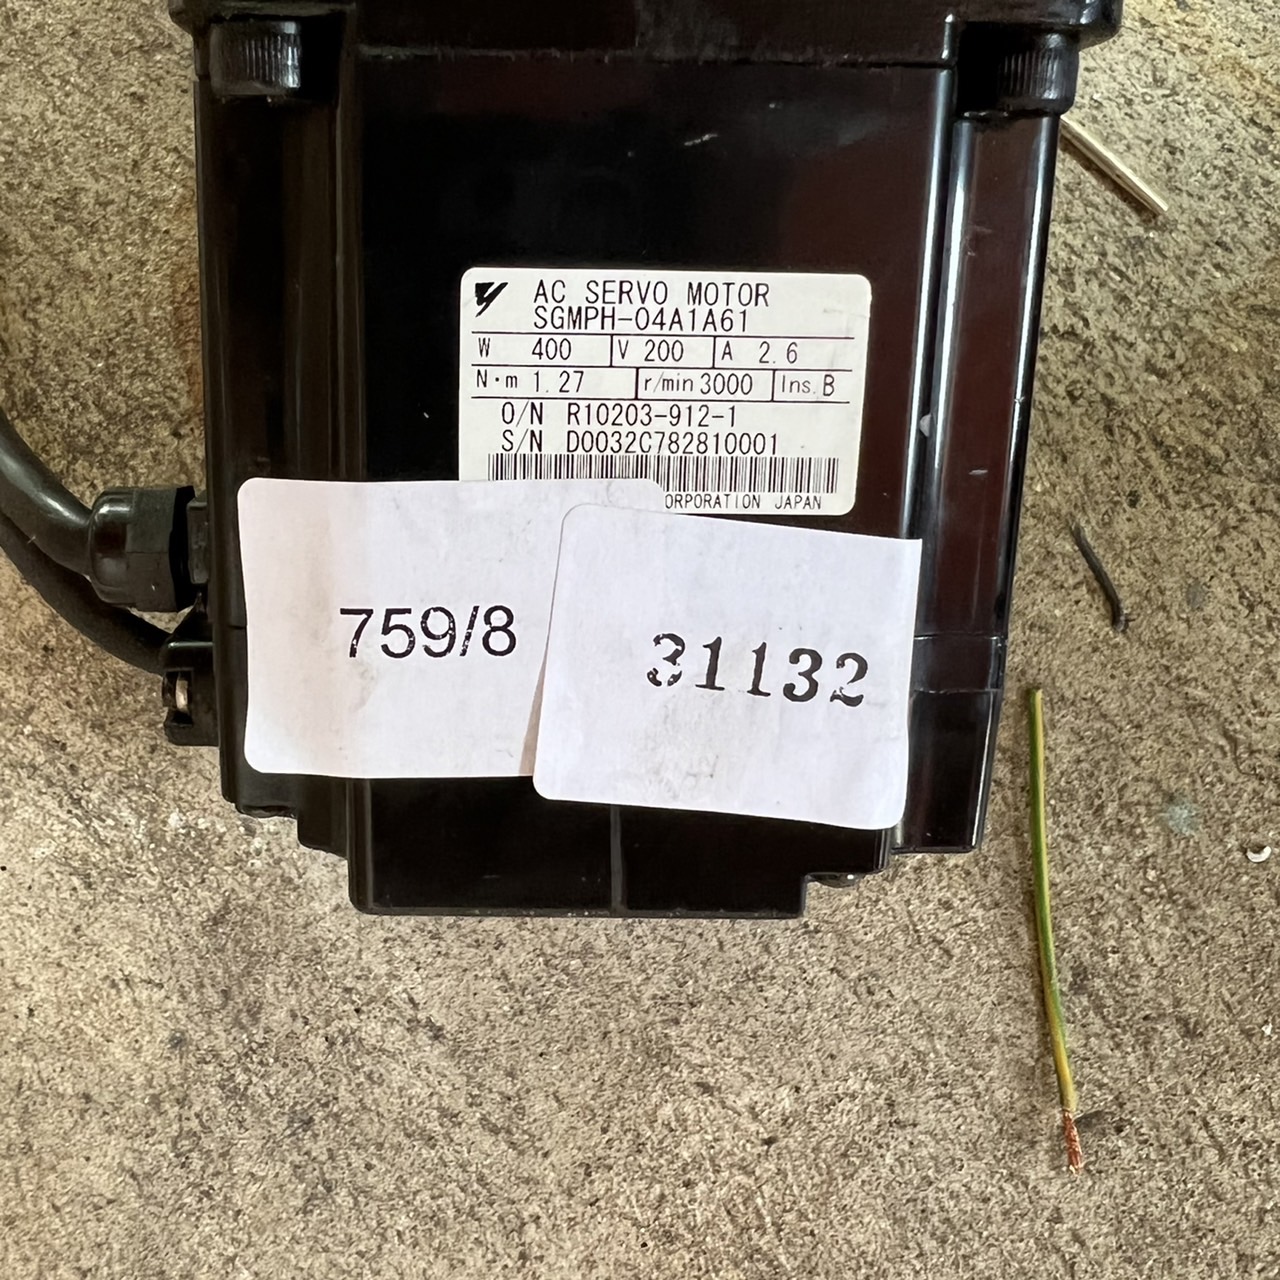 AC SERVO MOTOR
SGMPH-04A1A61
W 400 V 200 A 2.6
N·m 1.27 r/min 3000 Ins. B
O/N R10203-912-1
S/N D0032C782810001
JAPAN
759/8
31132